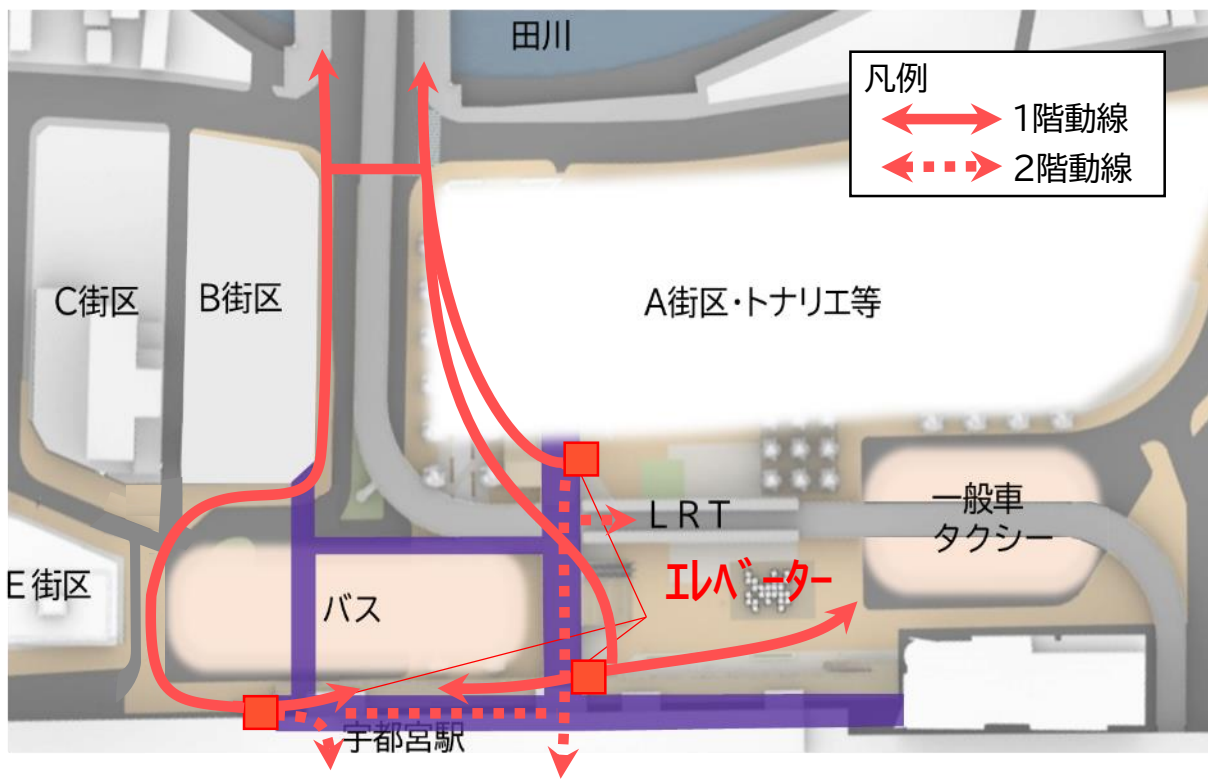 田川
凡例
1階動線
2階動線
C街区
B街区
A街区・トナリエ等
LRT
一般車
タクシー
エレベーター
E街区
バス
宇都宮駅